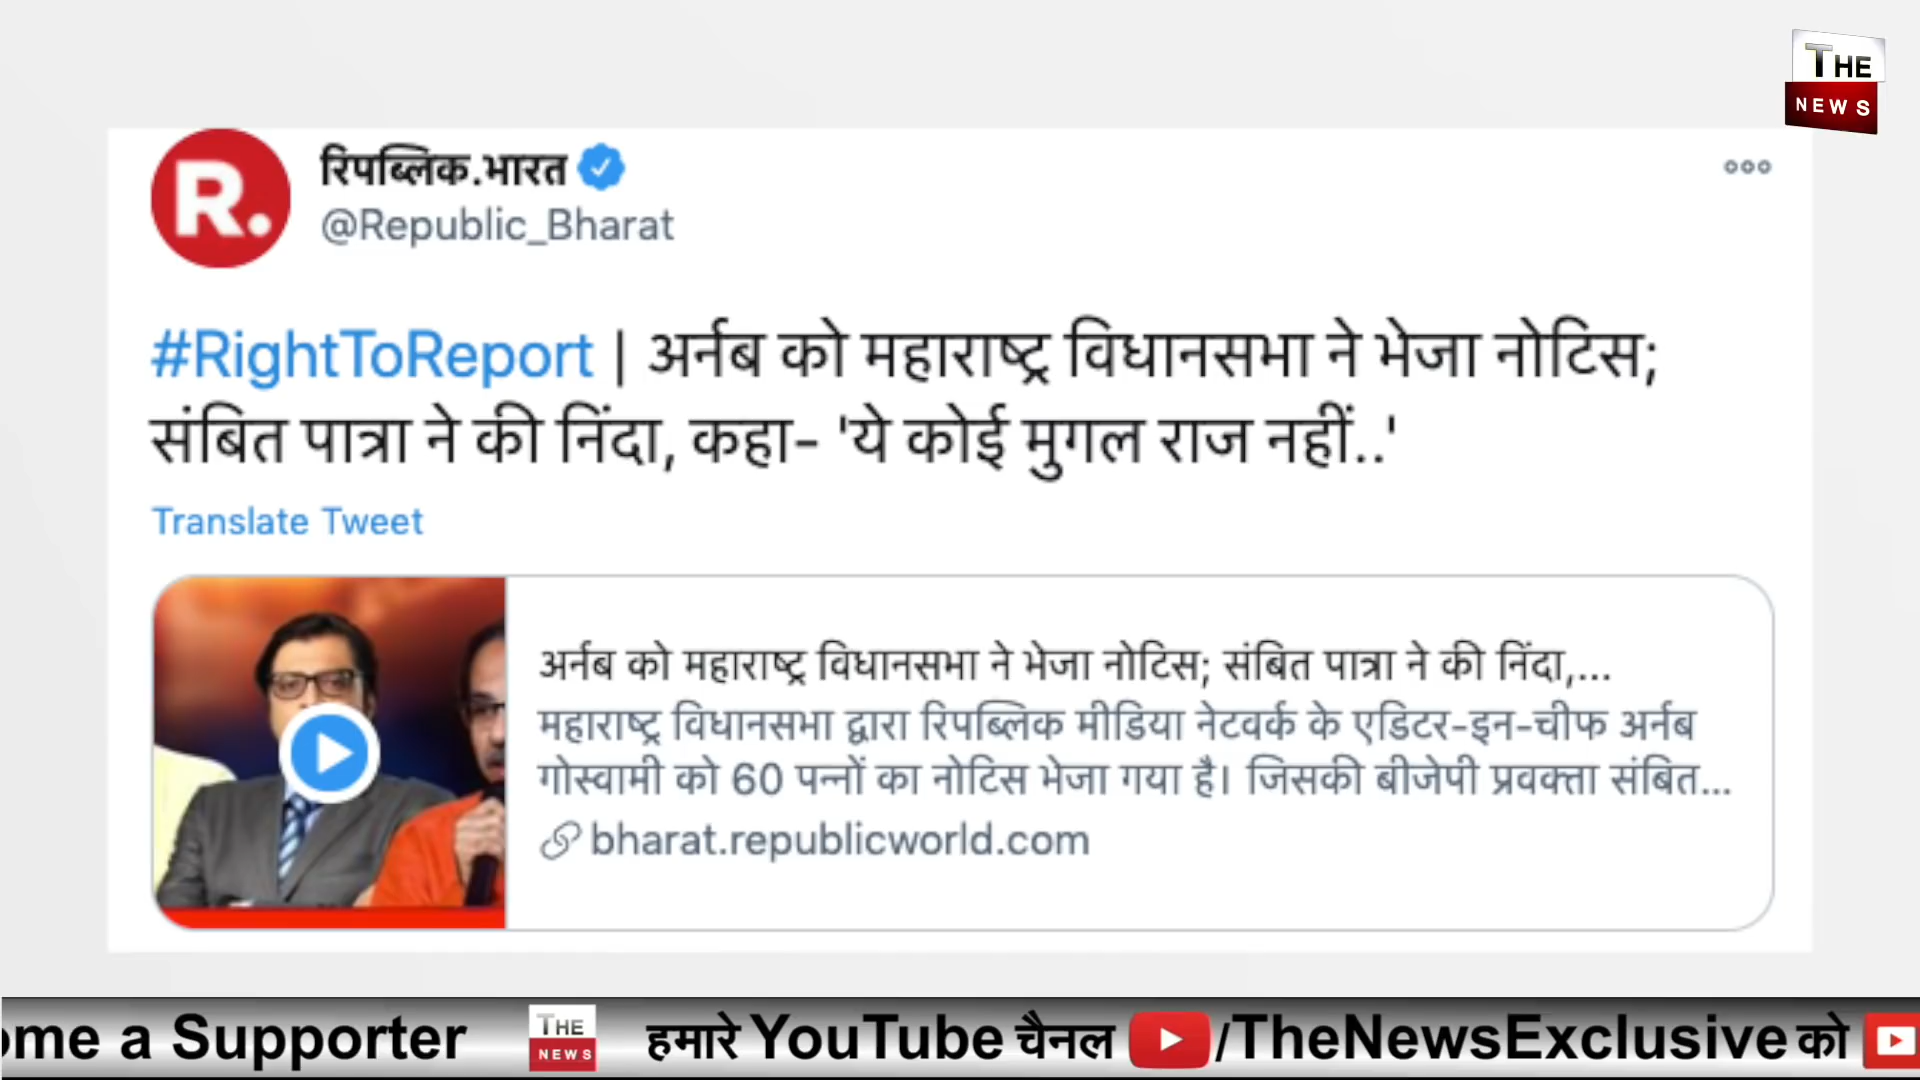 THE
NEWS
R.
रिपब्लिक.भारत
@Republic_Bharat
#RightToReport | अर्नब को महाराष्ट्र विधानसभा ने भेजा नोटिस;
संबित पात्रा ने की निंदा, कहा- 'ये कोई मुगल राज नहीं..'
Translate Tweet
अर्नब को महाराष्ट्र विधानसभा ने भेजा नोटिस; संबित पात्रा ने की निंदा,...
महाराष्ट्र विधानसभा द्वारा रिपब्लिक मीडिया नेटवर्क के एडिटर-इन-चीफ अर्नब
गोस्वामी को 60 पन्नों का नोटिस भेजा गया है। जिसकी बीजेपी प्रवक्ता संबित...
bharat.republicworld.com
ome a Supporter THE NEWS हमारे YouTube चैनल /TheNewsExclusive को